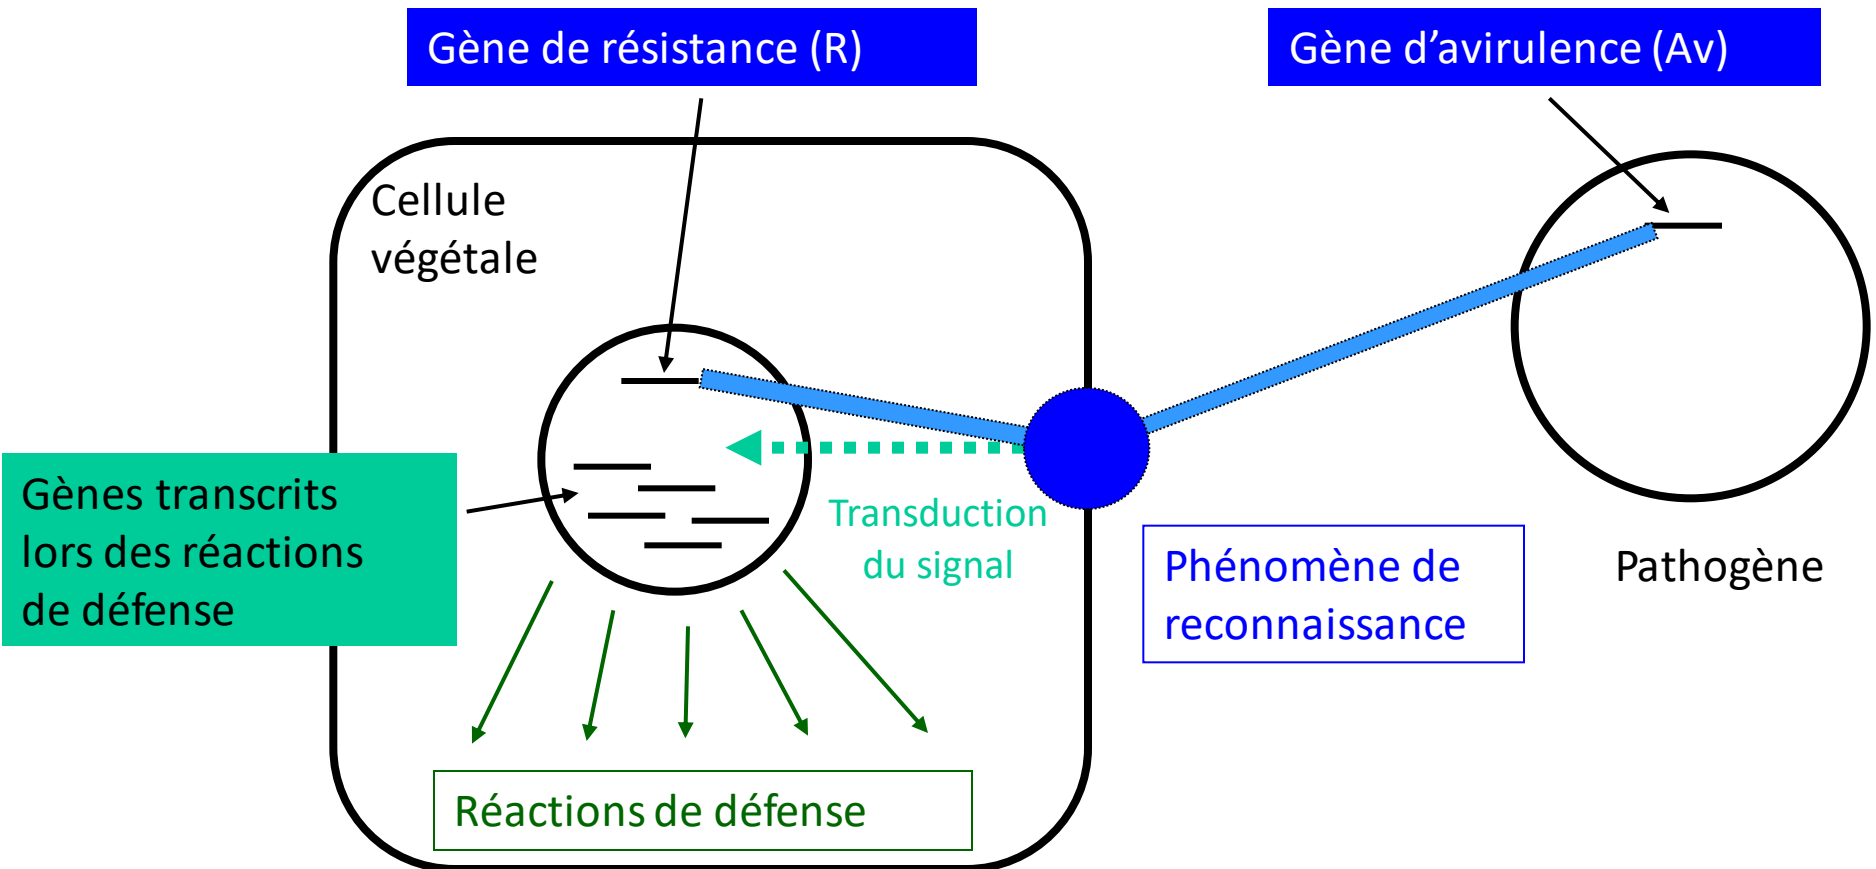 Gène de résistance (R)
Gène d’avirulence (Av)
Cellule
végétale
Gènes transcrits
lors des réactions
de défense
Transduction
du signal
Phénomène de
reconnaissance
Pathogène
Réactions de défense